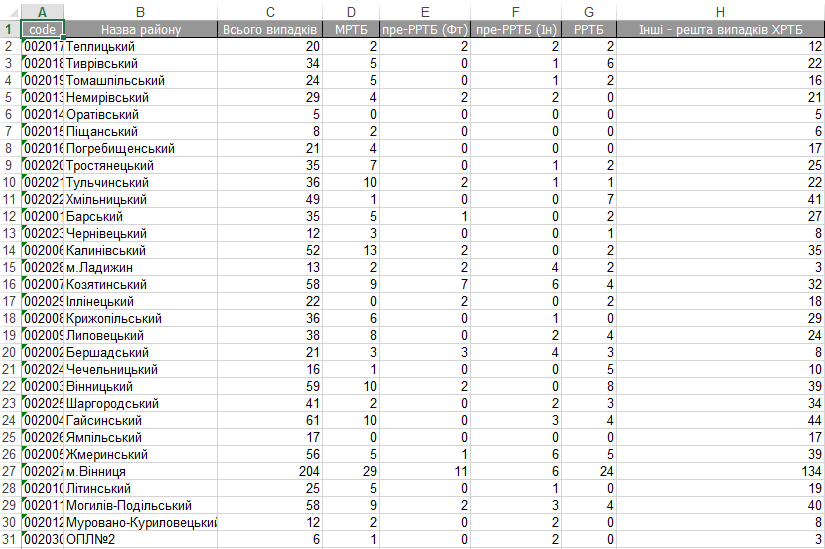 A B C D E F G H
1 code Назва району Всього випадків МРТБ пре-РРТБ (Фт) пре-РРТБ (Ін) РРТБ Інші - решта випадків ХРТБ
2 002017 Теплицький 20 2 2 2 2 12
3 002018 Тиврівський 34 5 0 1 6 22
4 002019 Томашпільський 24 5 0 1 2 16
5 002013 Немирівський 29 4 2 2 0 21
6 002014 Оратівський 5 0 0 0 0 5
7 002015 Піщанський 8 2 0 0 0 6
8 002016 Погребищенський 21 4 0 0 0 17
9 002020 Тростянецький 35 7 0 1 2 25
10 002021 Тульчинський 36 10 2 1 1 22
11 002022 Хмільницький 49 1 0 0 7 41
12 002001 Барський 35 5 1 0 2 27
13 002023 Чернівецький 12 3 0 0 1 8
14 002006 Калинівський 52 13 2 0 2 35
15 002028 м.Ладижин 13 2 2 4 2 3
16 002007 Козятинський 58 9 7 6 4 32
17 002029 Іллінецький 22 0 2 0 2 18
18 002008 Крижопільський 36 6 0 1 0 29
19 002009 Липовецький 38 8 0 2 4 24
20 002002 Бершадський 21 3 3 4 3 8
21 002024 Чечельницький 16 1 0 0 5 10
22 002003 Вінницький 59 10 2 0 8 39
23 002025 Шаргородський 41 2 0 2 3 34
24 002004 Гайсинський 61 10 0 3 4 44
25 002026 Ямпільський 17 0 0 0 0 17
26 002005 Жмеринський 56 5 1 6 5 39
27 002027 м.Вінниця 204 29 11 6 24 134
28 002010 Літинський 25 5 0 1 0 19
29 002011 Могилів-Подільський 58 9 2 3 4 40
30 002012 Муровано-Куриловецький 12 2 0 2 0 8
31 002030 ОПЛ№2 6 1 0 2 0 3